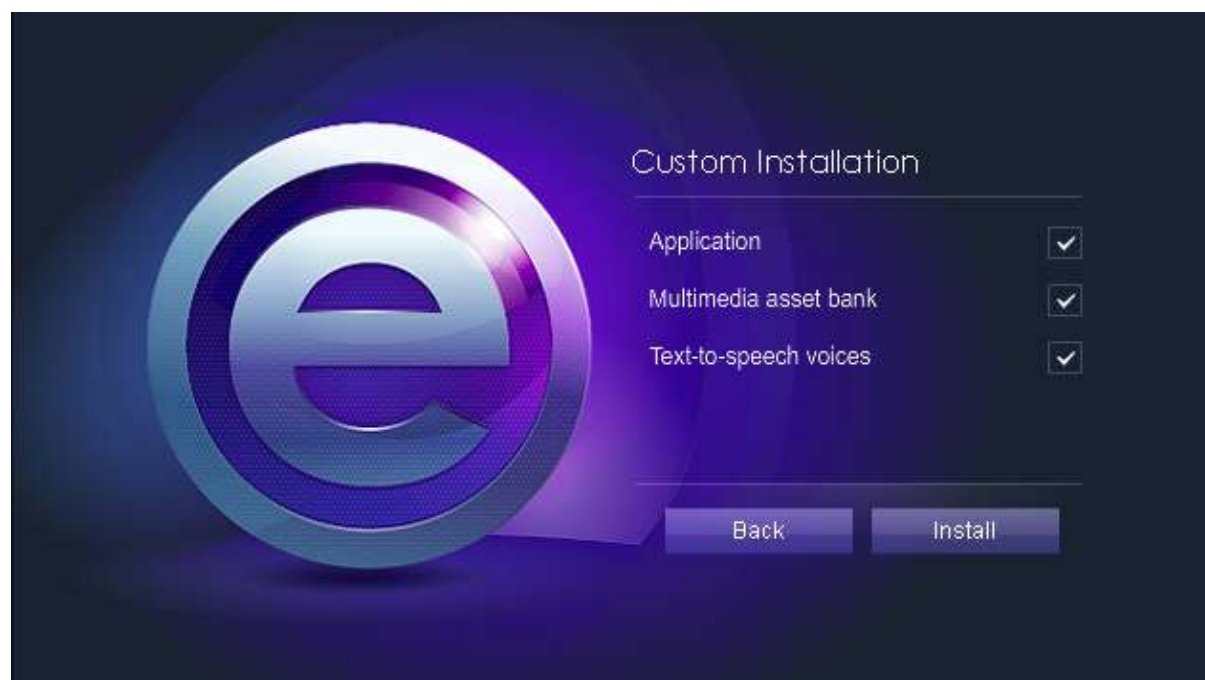 e
Custom Installation
Application
Multimedia asset bank
Text-to-speech voices
Back
Install